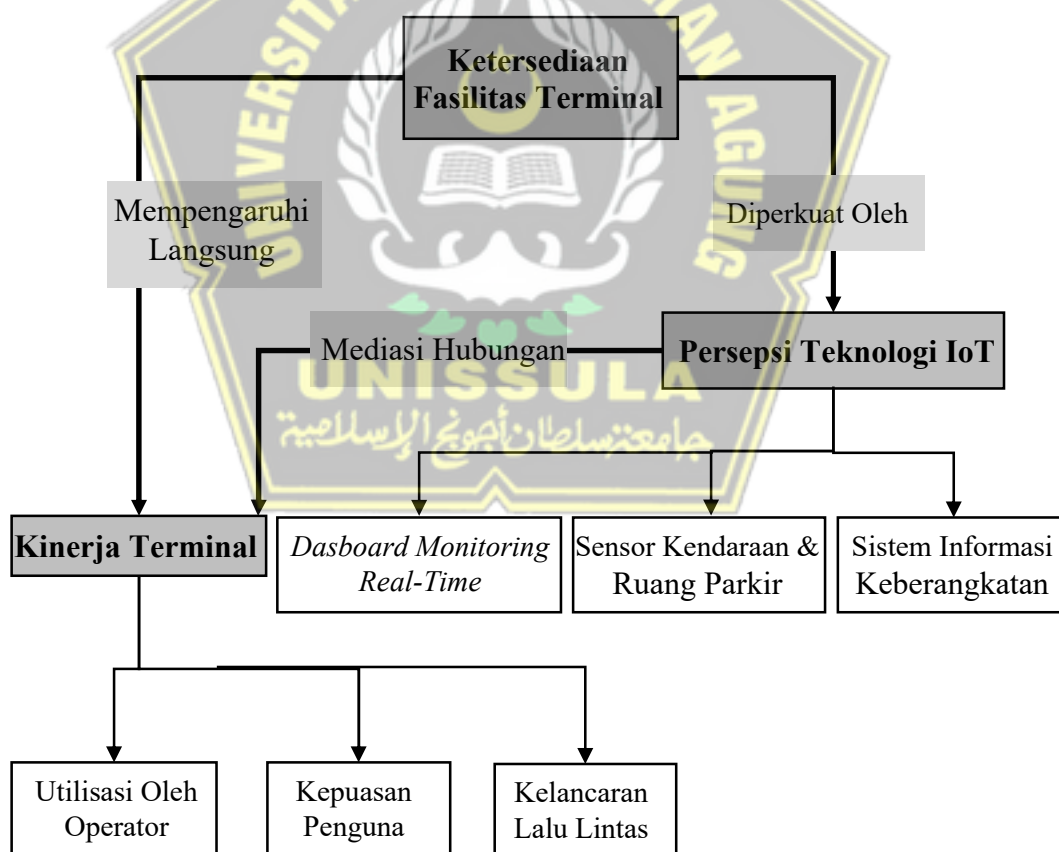 Ketersediaan
Fasilitas Terminal
UNIVERSITAS
AGUNG
Mempengaruhi
Langsung
Diperkuat Oleh
Mediasi Hubungan
Persepsi Teknologi IoT
UNISSULA
جامعة سلطان أجونج الإسلامية
Kinerja Terminal
Dasboard Monitoring
Real-Time
Sensor Kendaraan &
Ruang Parkir
Sistem Informasi
Keberangkatan
Utilisasi Oleh
Operator
Kepuasan
Penguna
Kelancaran
Lalu Lintas